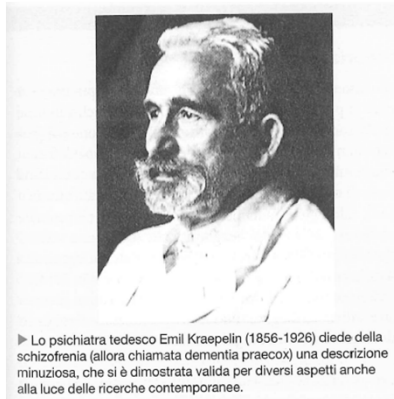 ▶ Lo psichiatra tedesco Emil Kraepelin (1856-1926) diede della
schizofrenia (allora chiamata dementia praecox) una descrizione
minuziosa, che si è dimostrata valida per diversi aspetti anche
alla luce delle ricerche contemporanee.